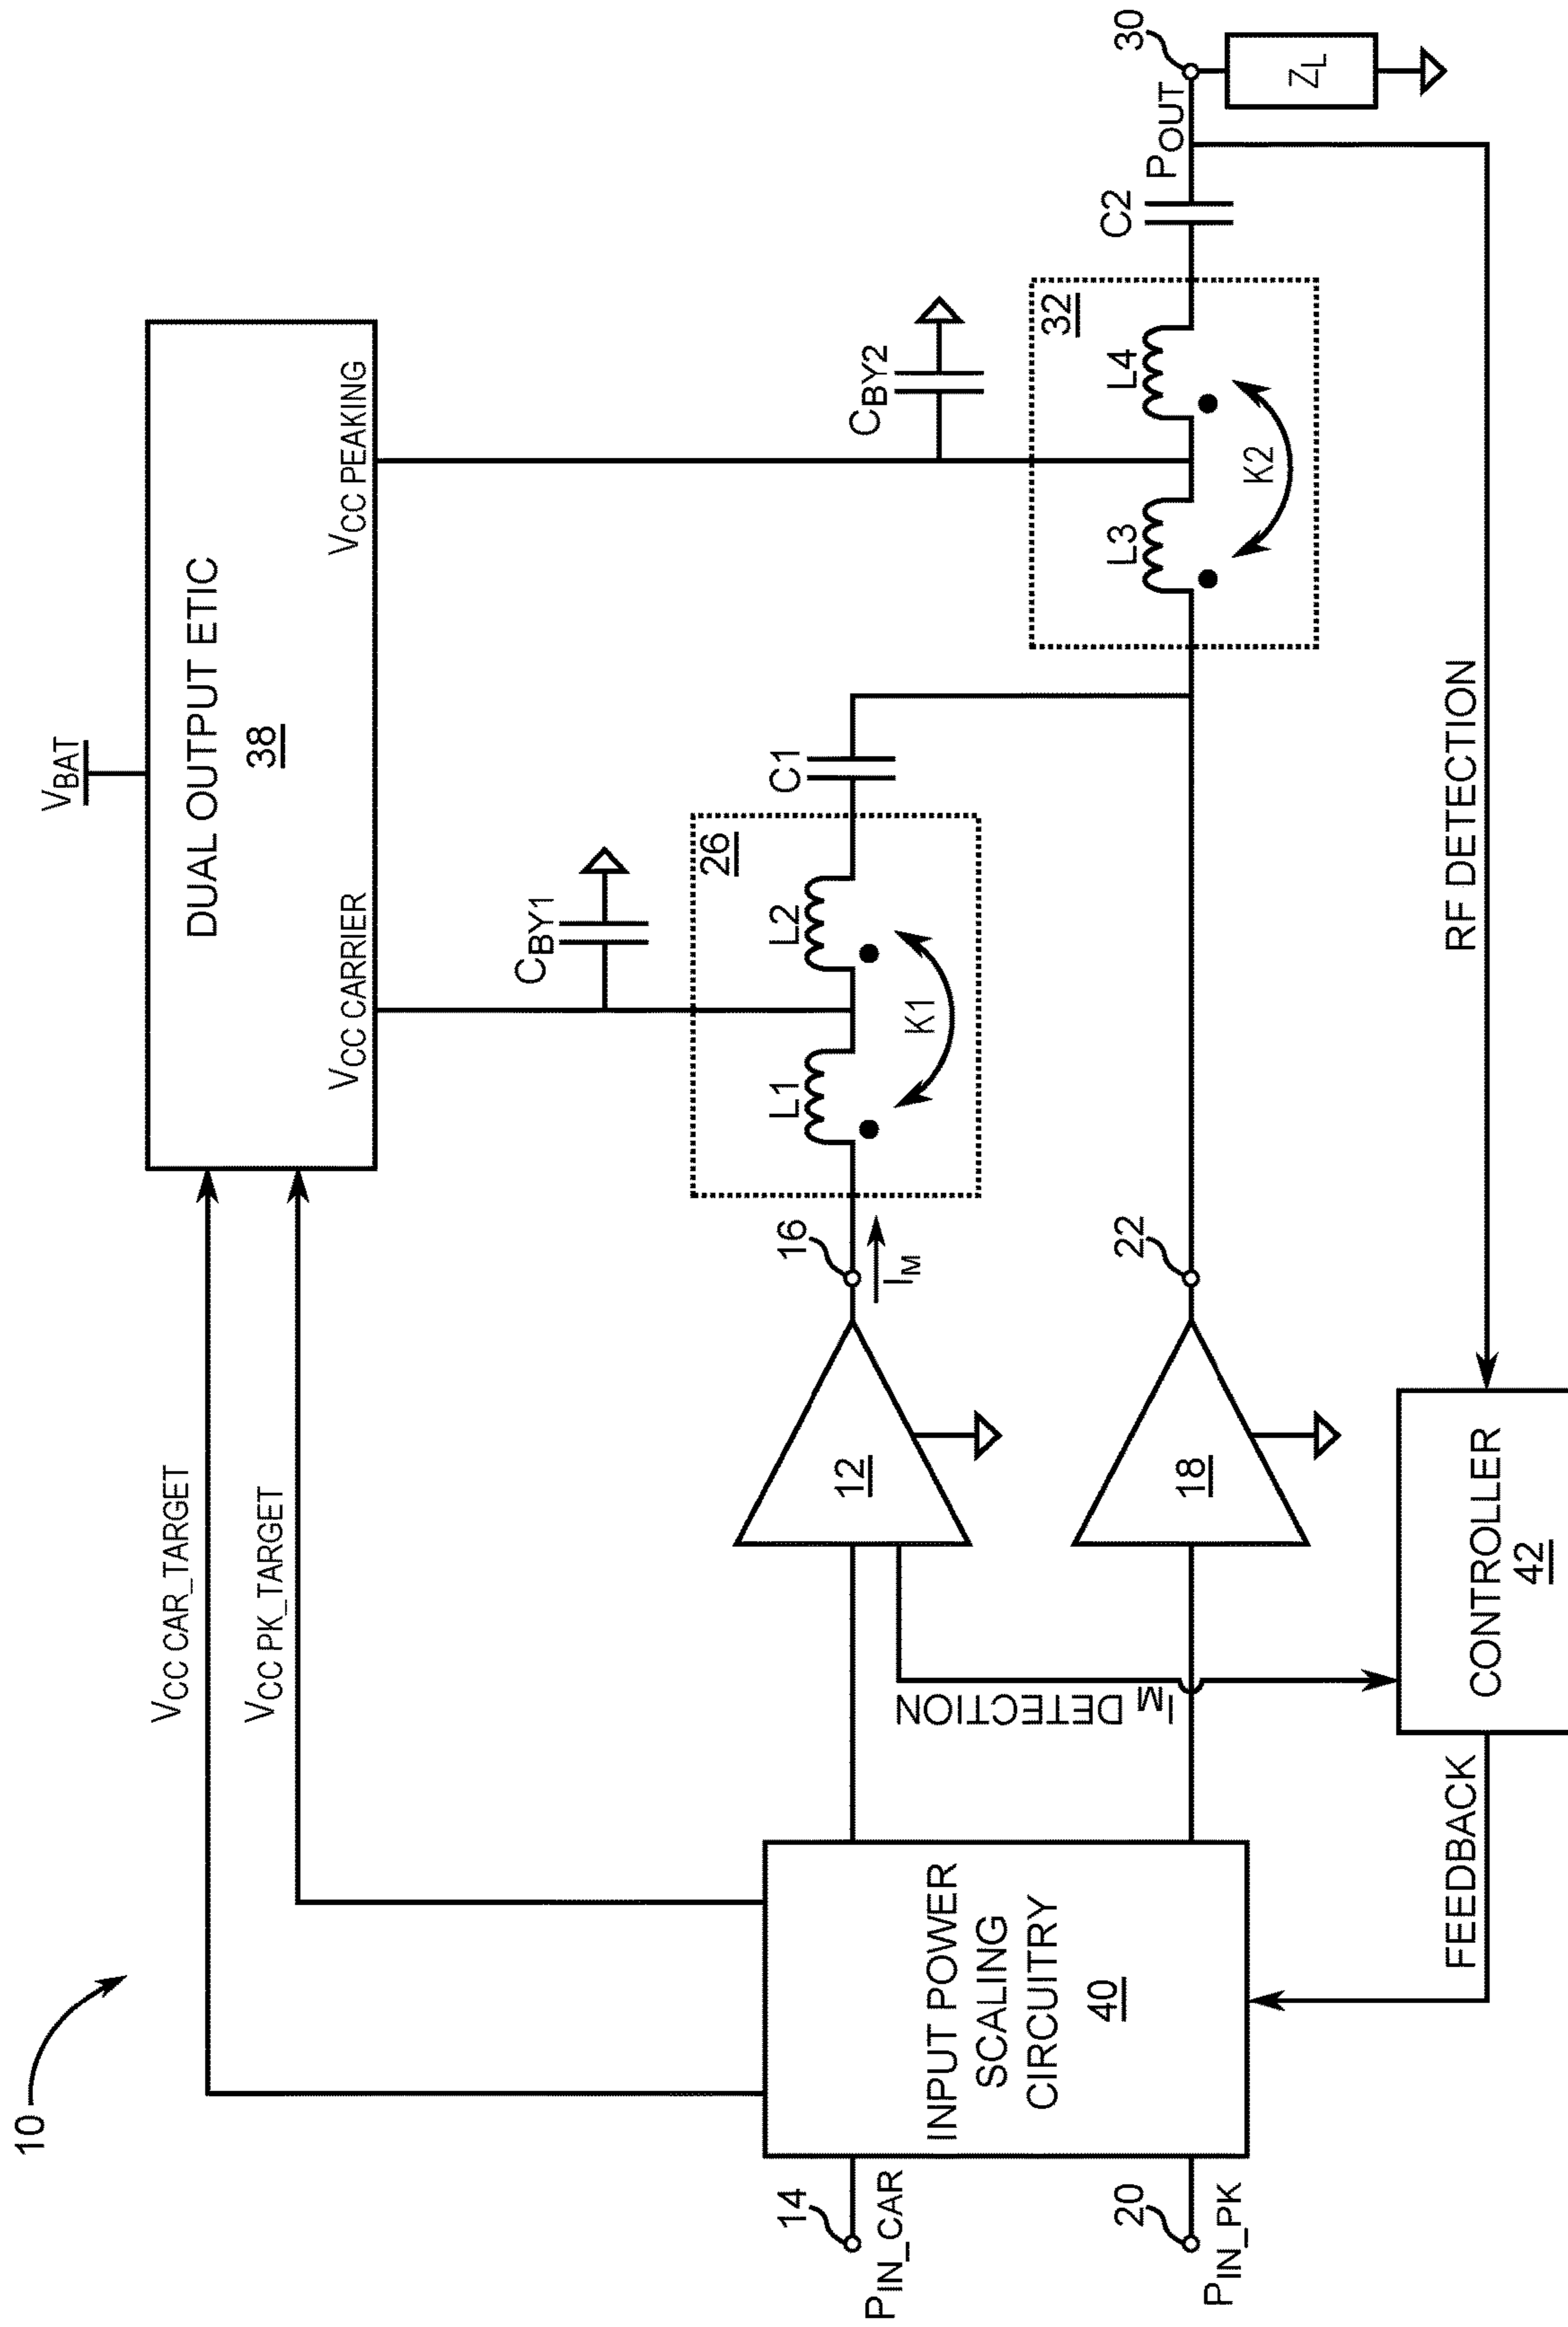 10
VBAT
DUAL OUTPUT ETIC
38
VCC CARRIER
VCC PEAKING
VCC CAR_TARGET
VCC PK_TARGET
CBY1
CBY2
26
L1
L2
K1
C1
32
L3
L4
K2
C2
POUT
30
ZL
14
PIN_CAR
20
PIN_PK
INPUT POWER
SCALING
CIRCUITRY
40
12
16
IM
18
22
IM DETECTION
RF DETECTION
CONTROLLER
42
FEEDBACK